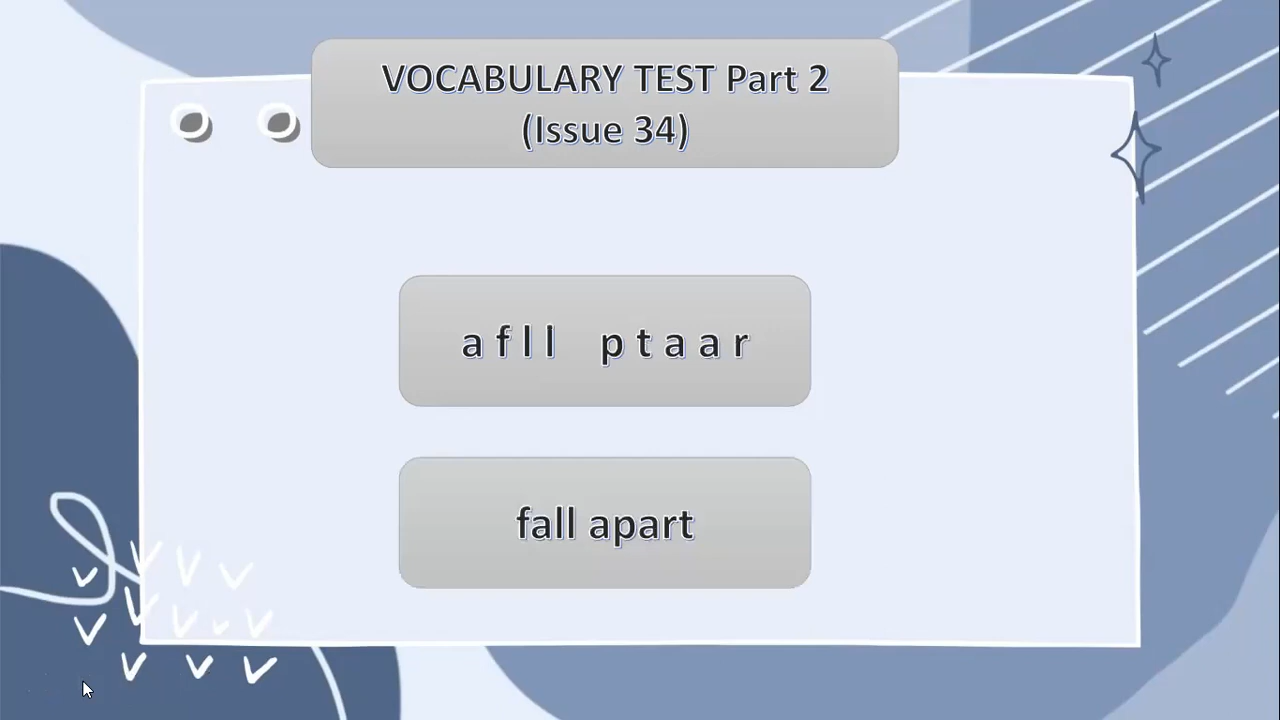 VOCABULARY TEST Part 2
(Issue 34)
a f l l   p t a a r
fall apart